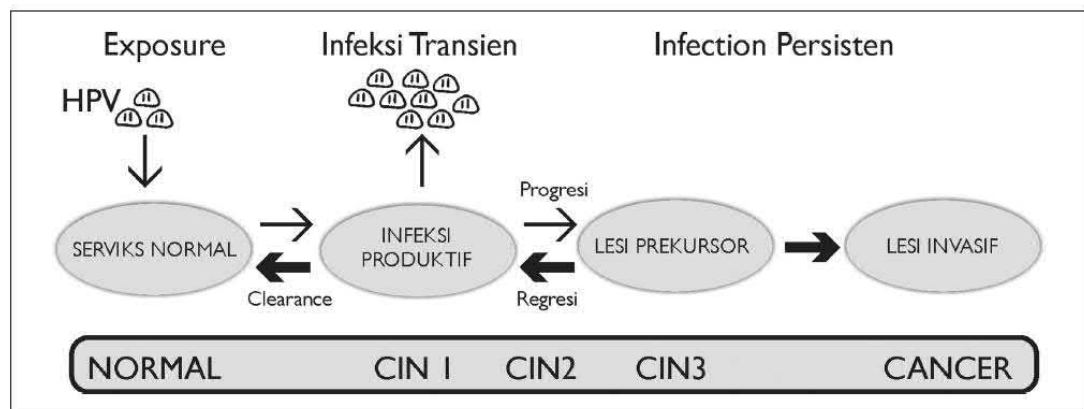 Exposure
Infeksi Transien
Infection Persisten
HPV
Progresi
SERVIKS NORMAL
INFEKSI
PRODUKTIF
LESI PREKURSOR
LESI INVASIF
Clearance
Regresi
NORMAL
CIN 1
CIN2
CIN3
CANCER